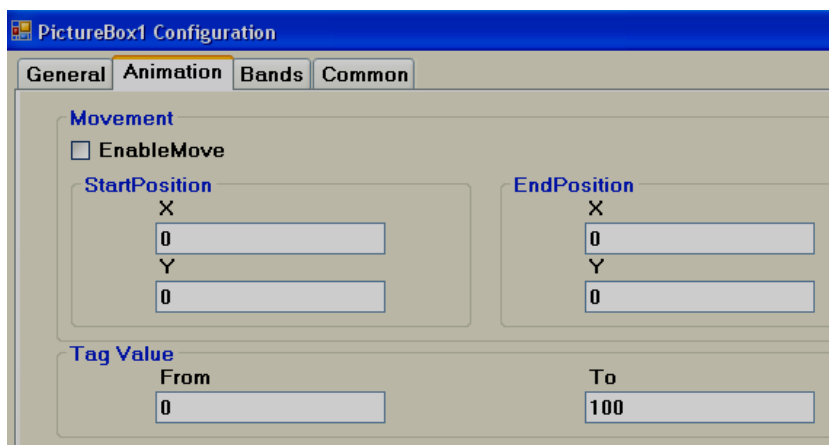 PictureBox1 Configuration
General Animation Bands Common
Movement
EnableMove
StartPosition EndPosition
X X
0 0
Y Y
0 0
Tag Value
From To
0 100